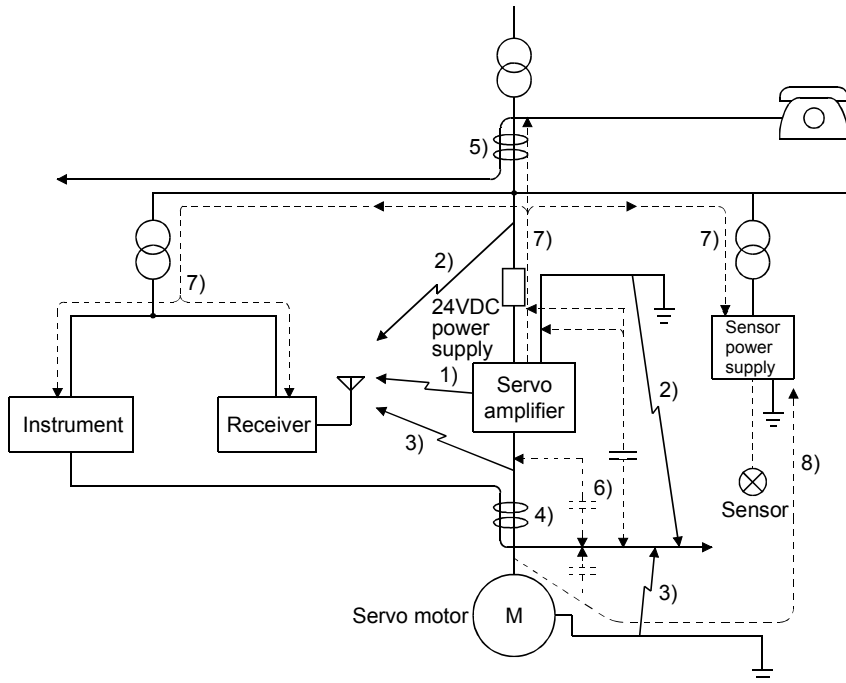 5)
7)
2)
7)
7)
24VDC
power
supply
Sensor
power
supply
1)
Servo
amplifier
2)
Instrument
Receiver
3)
8)
6)
4)
Sensor
3)
Servo motor
M